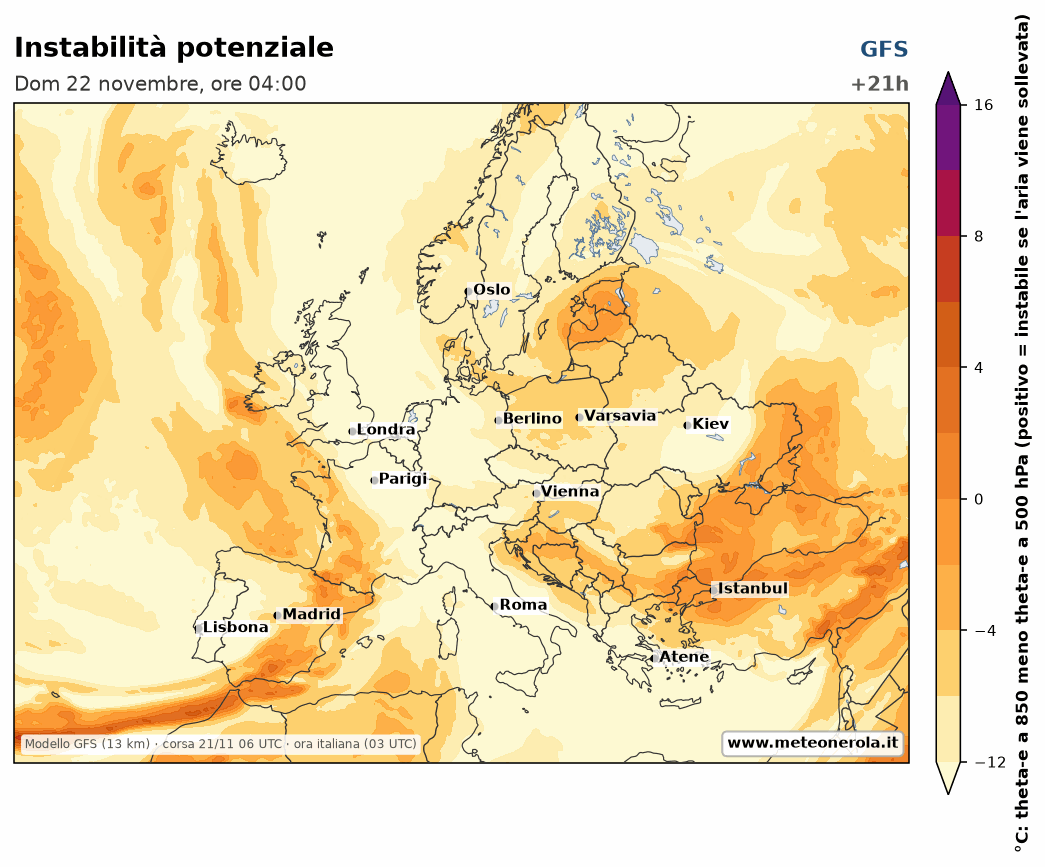 Instabilità potenziale
GFS
Dom 22 novembre, ore 04:00
+21h
Oslo
Berlino
Varsavia
Kiev
Londra
Parigi
Vienna
Istanbul
Roma
Madrid
Lisbona
Atene
Modello GFS (13 km) · corsa 21/11 06 UTC · ora italiana (03 UTC)
www.meteonerola.it
16
8
4
0
−4
−12
°C: theta-e a 850 meno theta-e a 500 hPa (positivo = instabile se l'aria viene sollevata)